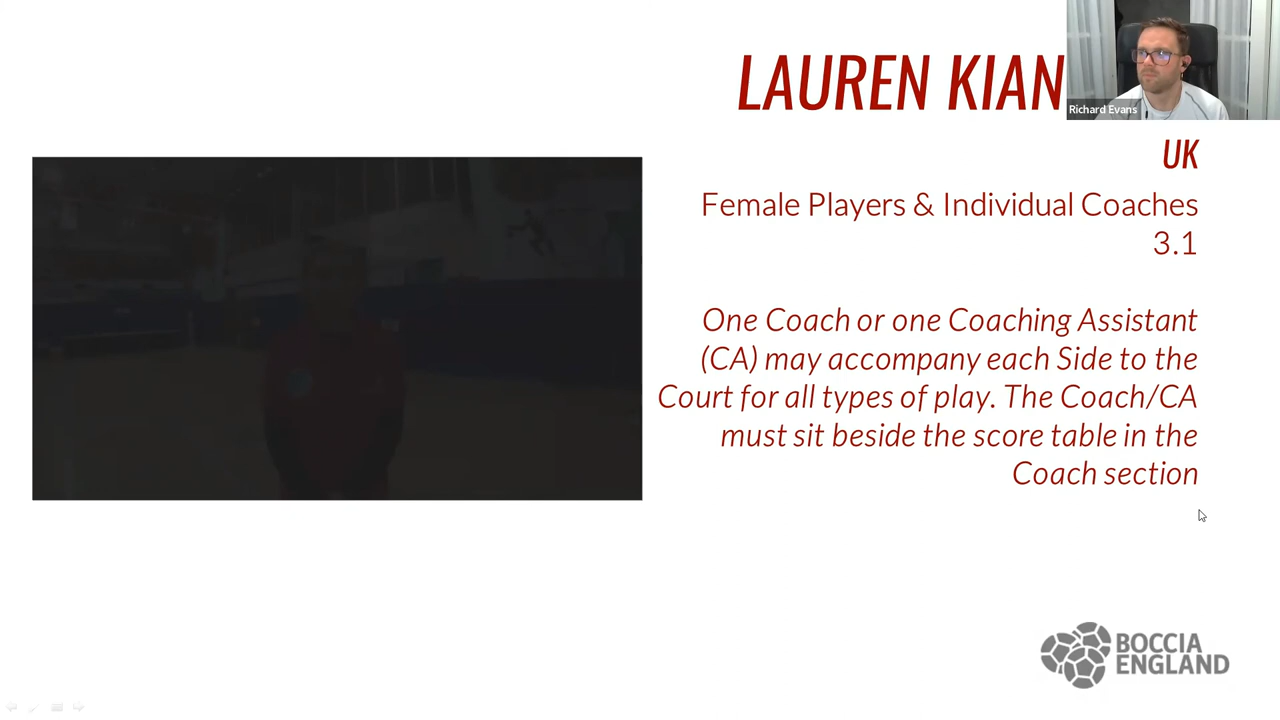 LAUREN KIAN
Richard Evans
UK
Female Players & Individual Coaches
3.1
One Coach or one Coaching Assistant
(CA) may accompany each Side to the
Court for all types of play. The Coach/CA
must sit beside the score table in the
Coach section
BOCCIA
ENGLAND